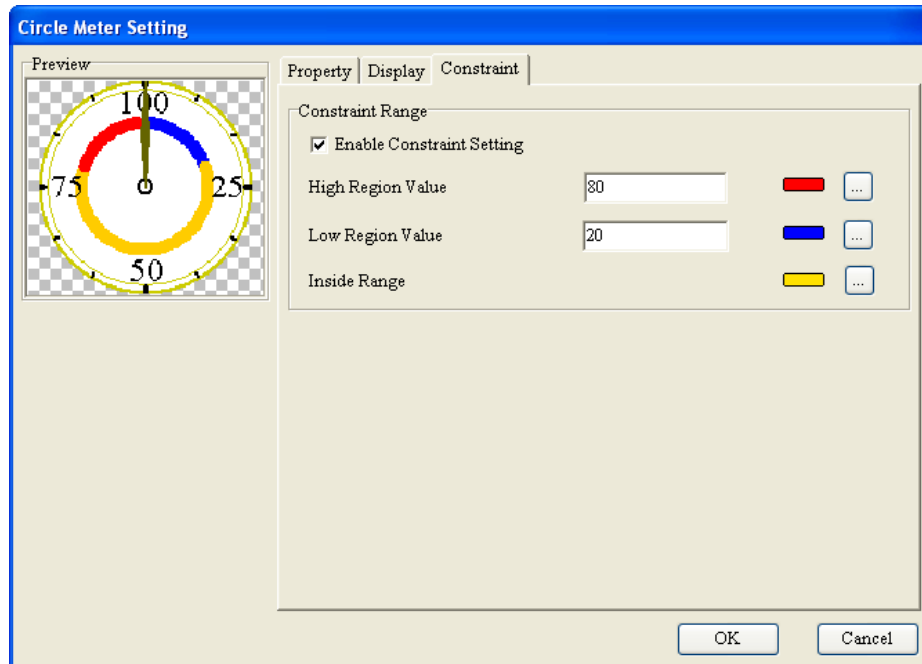 Circle Meter Setting
Preview
100
75
25
50
Property Display Constraint
Constraint Range
Enable Constraint Setting
High Region Value 80 ...
Low Region Value 20 ...
Inside Range ...
OK Cancel